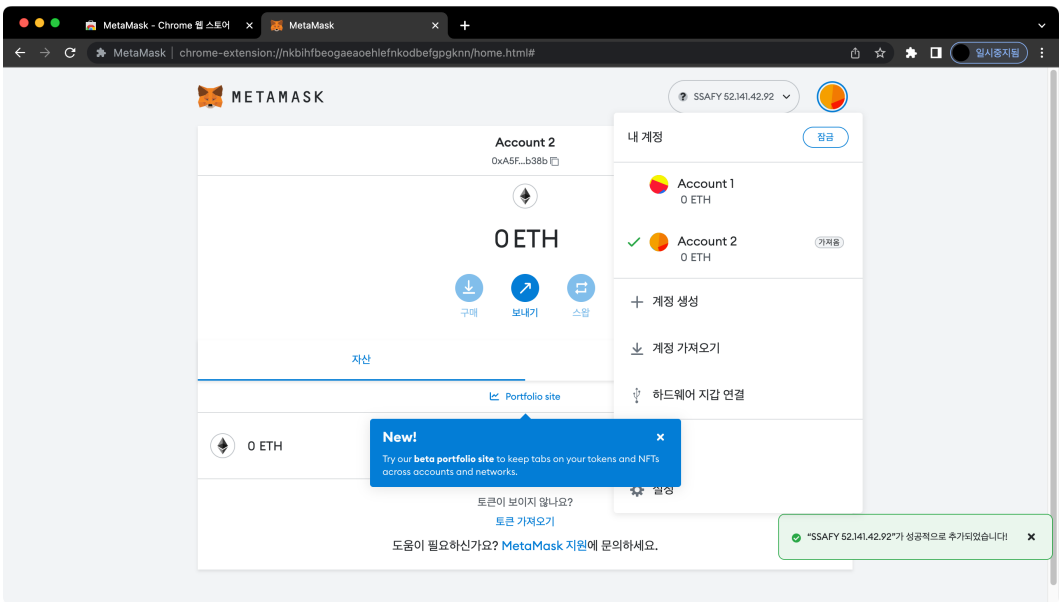 MetaMask - Chrome 웹 스토어
MetaMask
MetaMask
chrome-extension://nkbihfbeogaeaoehlefnkodbefgpgknn/home.html#
일시중지됨
METAMASK
SSAFY 52.141.42.92
Account 2
0xA5F...b38b
0 ETH
구매
보내기
스왑
자산
Portfolio site
0 ETH
New!
Try our beta portfolio site to keep tabs on your tokens and NFTs
across accounts and networks.
토큰이 보이지 않나요?
토큰 가져오기
도움이 필요하신가요? MetaMask 지원에 문의하세요.
내 계정
잠금
Account 1
0 ETH
Account 2
0 ETH
가져옴
계정 생성
계정 가져오기
하드웨어 지갑 연결
설정
“SSAFY 52.141.42.92”가 성공적으로 추가되었습니다!